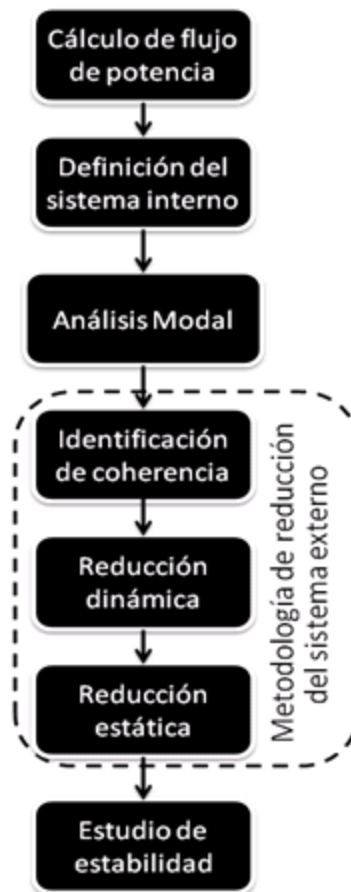 Cálculo de flujo
de potencia
Definición del
sistema interno
Análisis Modal
Identificación
de coherencia
Reducción
dinámica
Reducción
estática
Metodología de reducción
del sistema externo
Estudio de
estabilidad